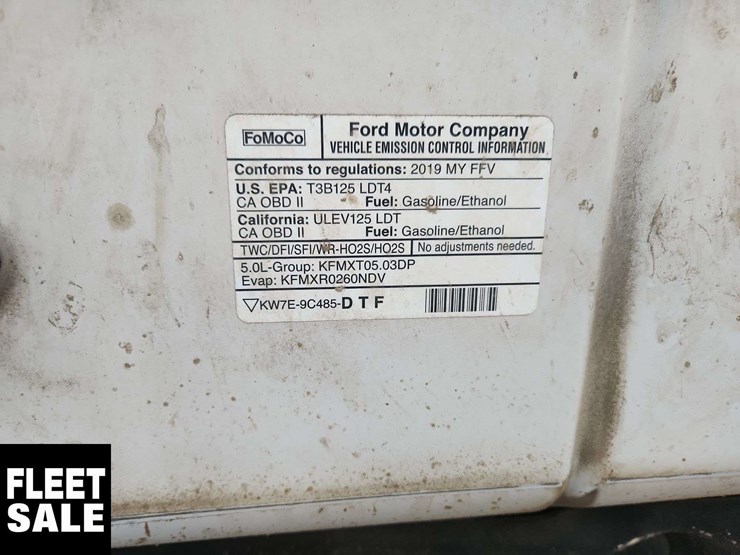 FoMoCo
Ford Motor Company
VEHICLE EMISSION CONTROL INFORMATION
Conforms to regulations: 2019 MY FFV
U.S. EPA: T3B125 LDT4
CA OBD II Fuel: Gasoline/Ethanol
California: ULEV125 LDT
CA OBD II Fuel: Gasoline/Ethanol
TWC/DFI/SFI/WR-HO2S/HO2S No adjustments needed.
5.0L-Group: KFMXT05.03DP
Evap: KFMXR0260NDV
▽KW7E-9C485-D T F
FLEET
SALE